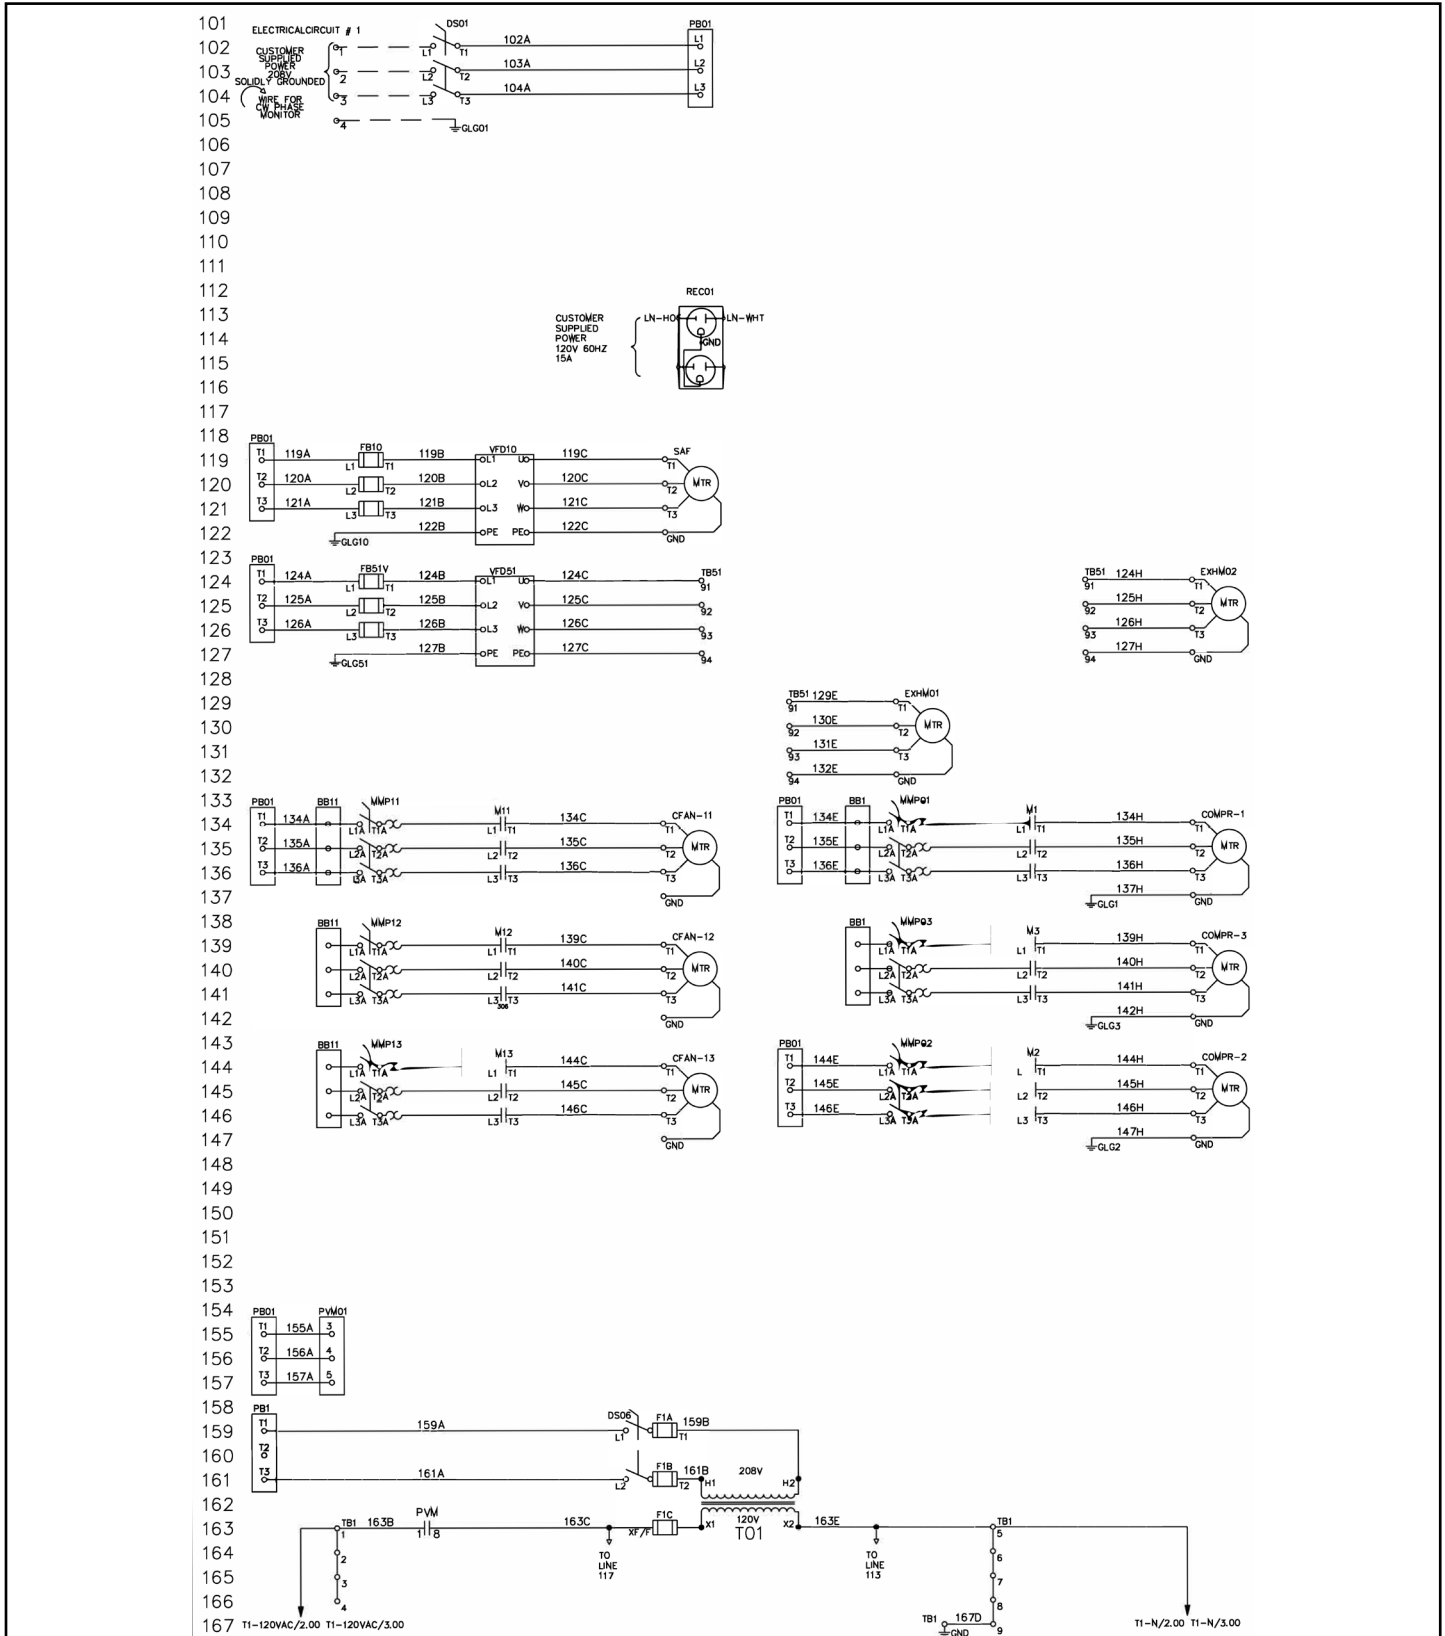 101
ELECTRICALCIRCUIT # 1
DS01
PB01
102
CUSTOMER
SUPPLIED
POWER
208V
SOLIDLY GROUNDED
WIRE FOR
CW PHASE
MONITOR
1 L1 T1 102A L1
103
2 L2 T2 103A L2
104
3 L3 T3 104A L3
105
4 GLG01
106
107
108
109
110
111
112
REC01
113
CUSTOMER
SUPPLIED
POWER
120V 60HZ
15A
LN-HO LN-WHT
114
GND
115
116
117
118
PB01 FB10 VFD10 SAF
119
T1 119A L1 T1 119B L1 U 119C T1
120
T2 120A L2 T2 120B L2 V 120C T2 MTR
121
T3 121A L3 T3 121B L3 W 121C T3
122
GLG10 122B PE PE 122C GND
123
PB01 FB51V VFD51 TB51 TB51 EXHM02
124
T1 124A L1 T1 124B L1 U 124C 91 91 124H T1
125
T2 125A L2 T2 125B L2 V 125C 92 92 125H T2 MTR
126
T3 126A L3 T3 126B L3 W 126C 93 93 126H T3
127
GLG51 127B PE PE 127C 94 94 127H GND
128
129
TB51 129E EXHM01
91 T1
130
92 130E T2 MTR
131
93 131E T3
132
94 132E GND
133
PB01 BB11 MMP11 M11 CFAN-11 PB01 BB1 MMP01 M1 COMPR-1
134
T1 134A L1A T1A L1 T1 134C T1 T1 134E L1A T1A L1 T1 134H T1
135
T2 135A L2A T2A L2 T2 135C T2 MTR T2 135E L2A T2A L2 T2 135H T2 MTR
136
T3 136A L3A T3A L3 T3 136C T3 T3 136E L3A T3A L3 T3 136H T3
137
GND GLG1 137H GND
138
BB11 MMP12 M12 CFAN-12 BB1 MMP03 M3 COMPR-3
139
L1A T1A L1 T1 139C T1 L1A T1A L1 T1 139H T1
140
L2A T2A L2 T2 140C T2 MTR L2A T2A L2 T2 140H T2 MTR
141
L3A T3A L3 T3 141C T3 L3A T3A L3 T3 141H T3
306
142
GND GLG3 142H GND
143
BB11 MMP13 M13 CFAN-13 PB01 MMP02 M2 COMPR-2
144
L1A T1A L1 T1 144C T1 T1 144E L1A T1A L T1 144H T1
145
L2A T2A L2 T2 145C T2 MTR T2 145E L2A T2A L2 T2 145H T2 MTR
146
L3A T3A L3 T3 146C T3 T3 146E L3A T3A L3 T3 146H T3
147
GND GLG2 147H GND
148
149
150
151
152
153
154
PB01 PVM01
155
T1 155A 3
156
T2 156A 4
157
T3 157A 5
158
PB1 DS06 F1A
159
T1 159A L1 T1 159B
160
T2
161
T3 161A L2 F1B T2 161B H1 208V H2
162
163
TB1 1 163B PVM 1 8 163C XF/F F1C X1 120V X2 163E TB1 5
T01
164
2 TO LINE 117 TO LINE 113 6
165
3 7
166
4 8
167
T1-120VAC/2.00 T1-120VAC/3.00 TB1 167D GND 9 T1-N/2.00 T1-N/3.00